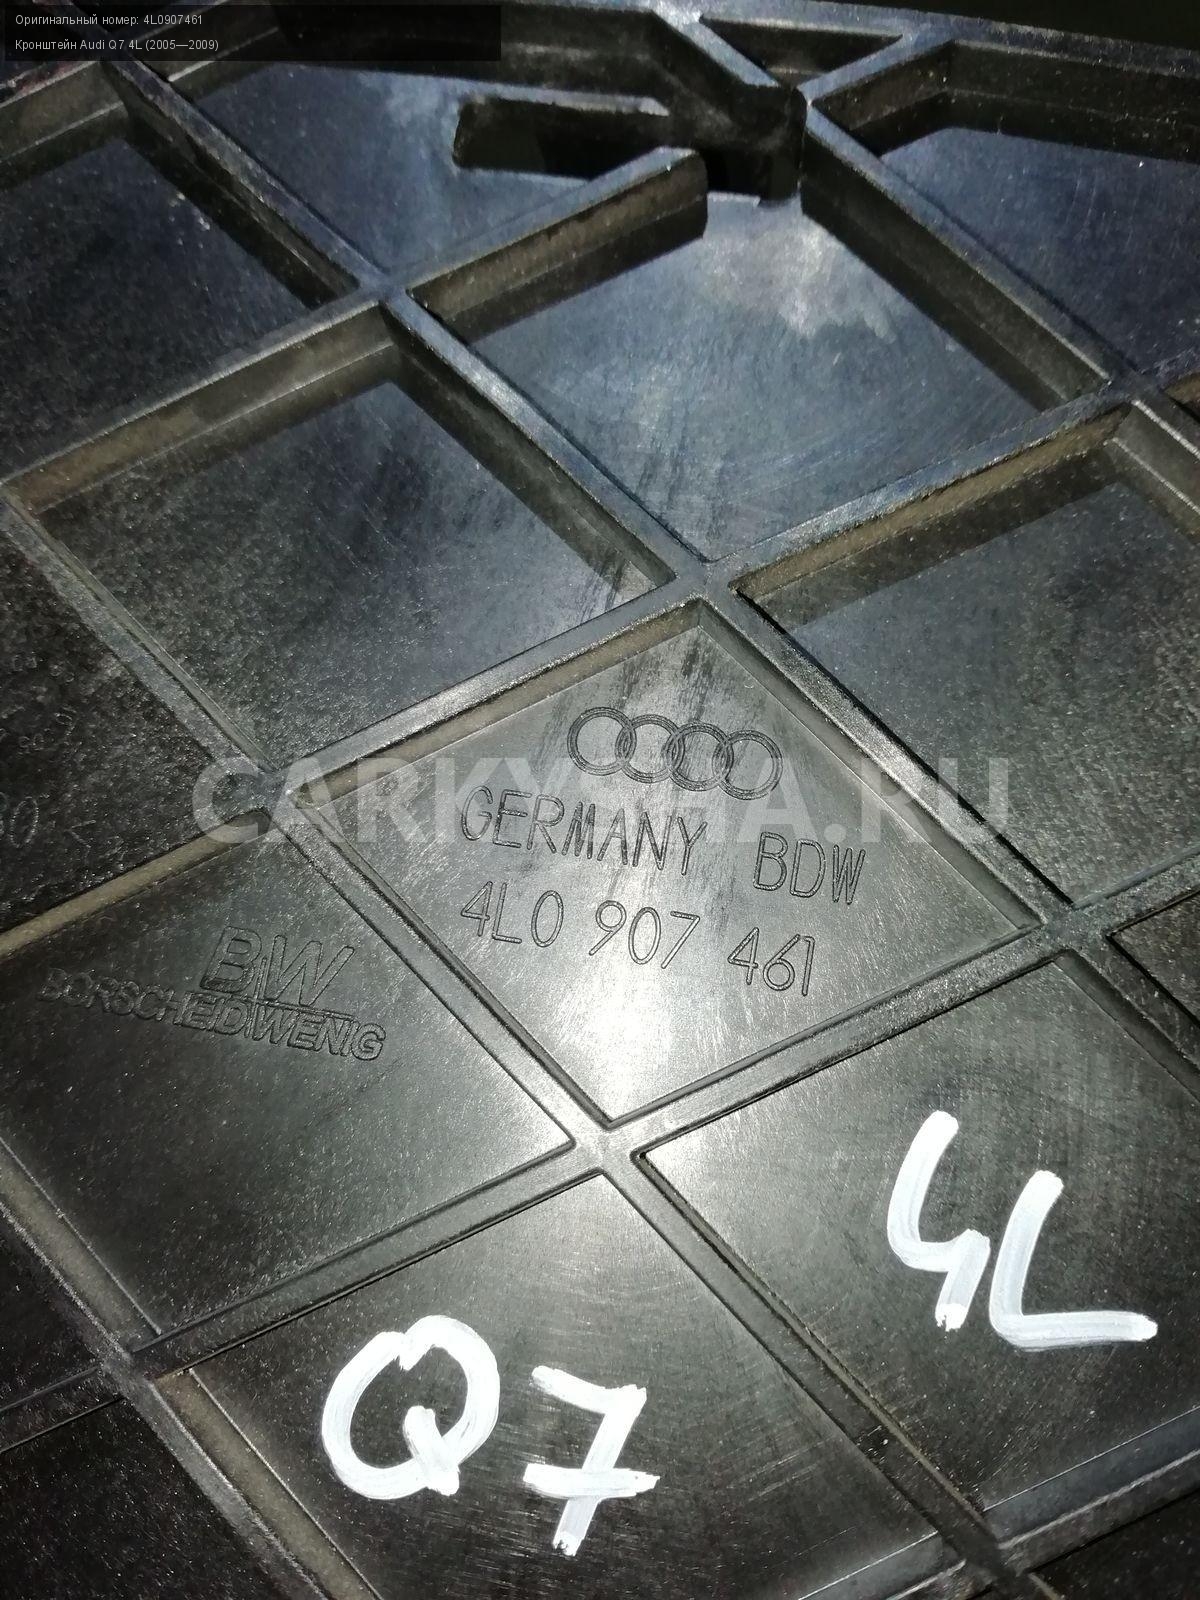 Оригинальный номер: 4L0907461
Кронштейн Audi Q7 4L (2005—2009)
CARKYSHA.RU
GERMANY BDW
4L0 907 461
BW
DORSCHEIDWENIG
4L
Q7